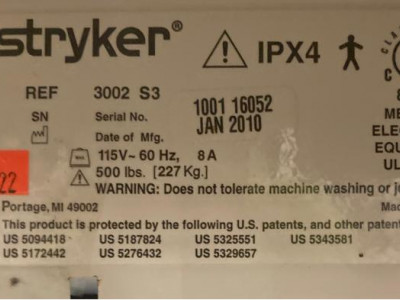 stryker®
IPX4
REF 3002 S3
SN Serial No. 1001 16052
Date of Mfg. JAN 2010
115V~ 60 Hz, 8A
500 lbs. [227 Kg.]
22
WARNING: Does not tolerate machine washing or
Portage, MI 49002
This product is protected by the following U.S. patents, and other
US 5094418 US 5187824 US 5325551 US 5343581
US 5172442 US 5276432 US 5329657